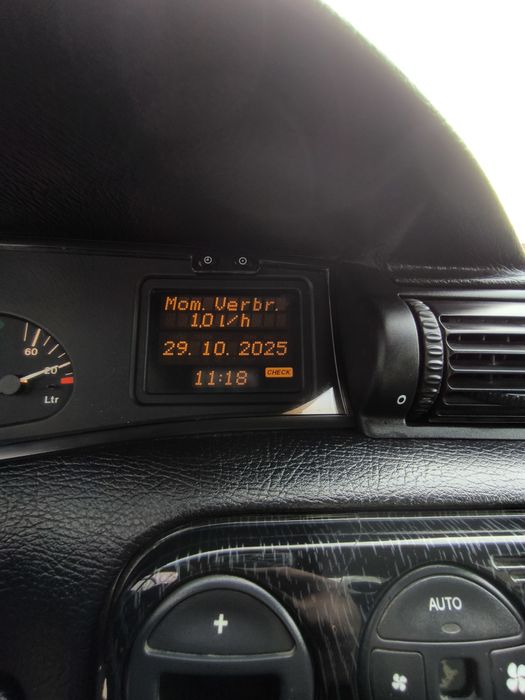 Mom. Verbr.
1,0 l/h
29. 10. 2025
11:18 CHECK
60
20
Ltr
+
AUTO